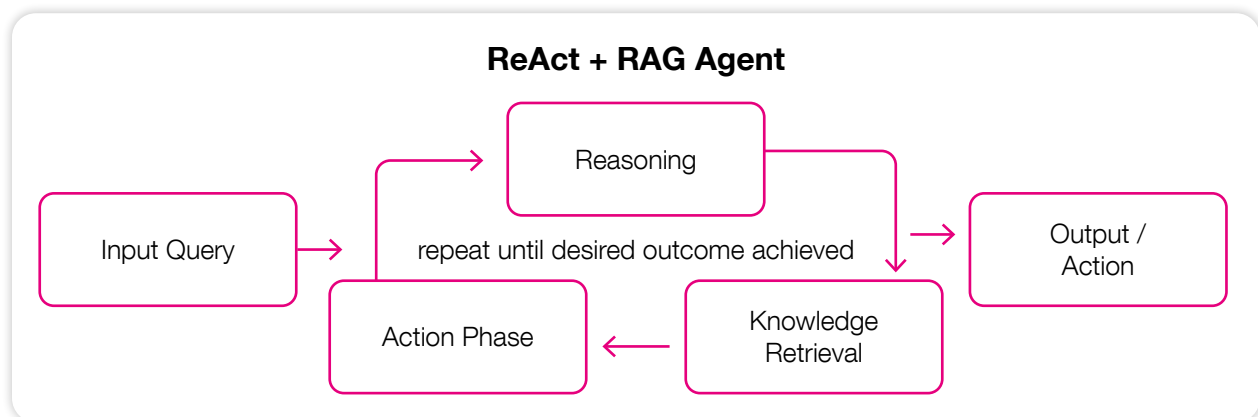 ReAct + RAG Agent
Reasoning
Input Query
repeat until desired outcome achieved
Output /
Action
Action Phase
Knowledge
Retrieval